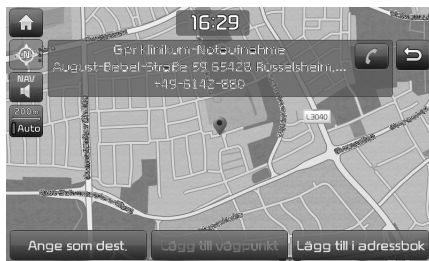 16:29
Gpr klinikum-Notaufnahme
August-Bebel-Straße 59 65428 Rüsselsheim,...
+49-6142-880
N
NAV
200m
Auto
L3040
Ange som dest.
Lägg till vägpunkt
Lägg till i adressbok